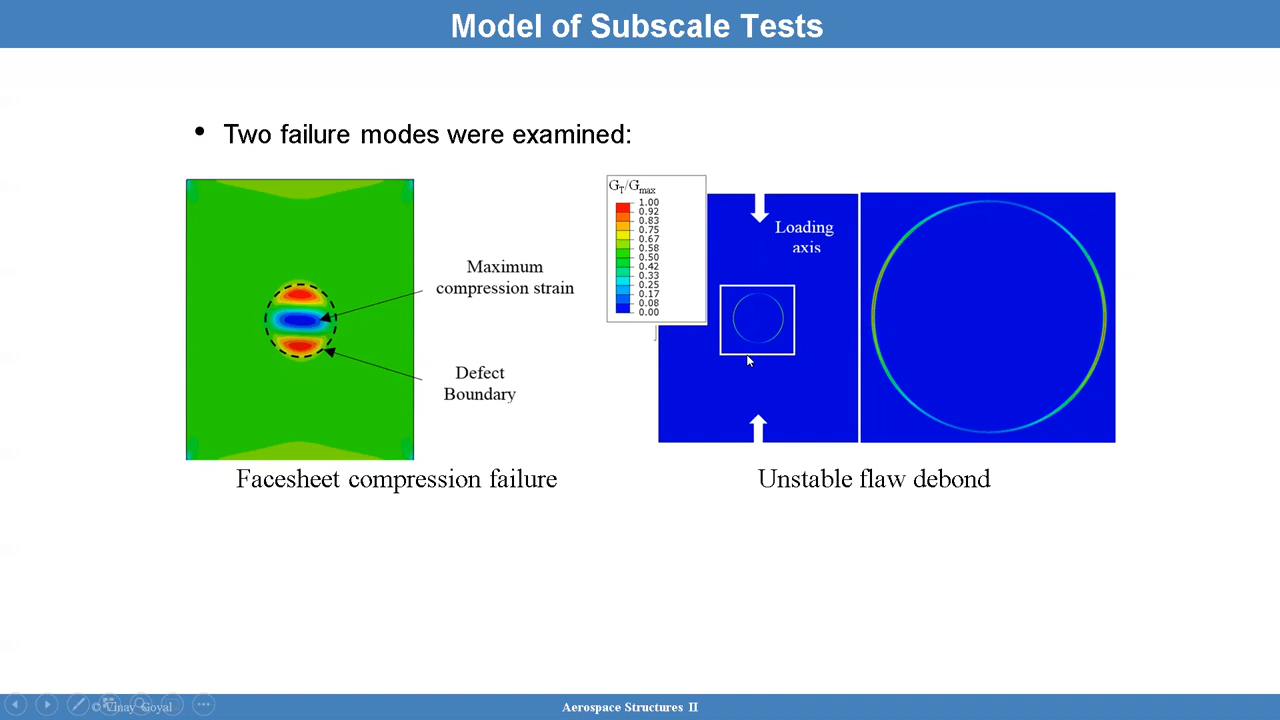 Model of Subscale Tests
• Two failure modes were examined:
Maximum
compression strain
Defect
Boundary
Facesheet compression failure
GT/Gmax
1.00
0.92
0.83
0.75
0.67
0.58
0.50
0.42
0.33
0.25
0.17
0.08
0.00
Loading
axis
Unstable flaw debond
© Vinay Goyal
Aerospace Structures II